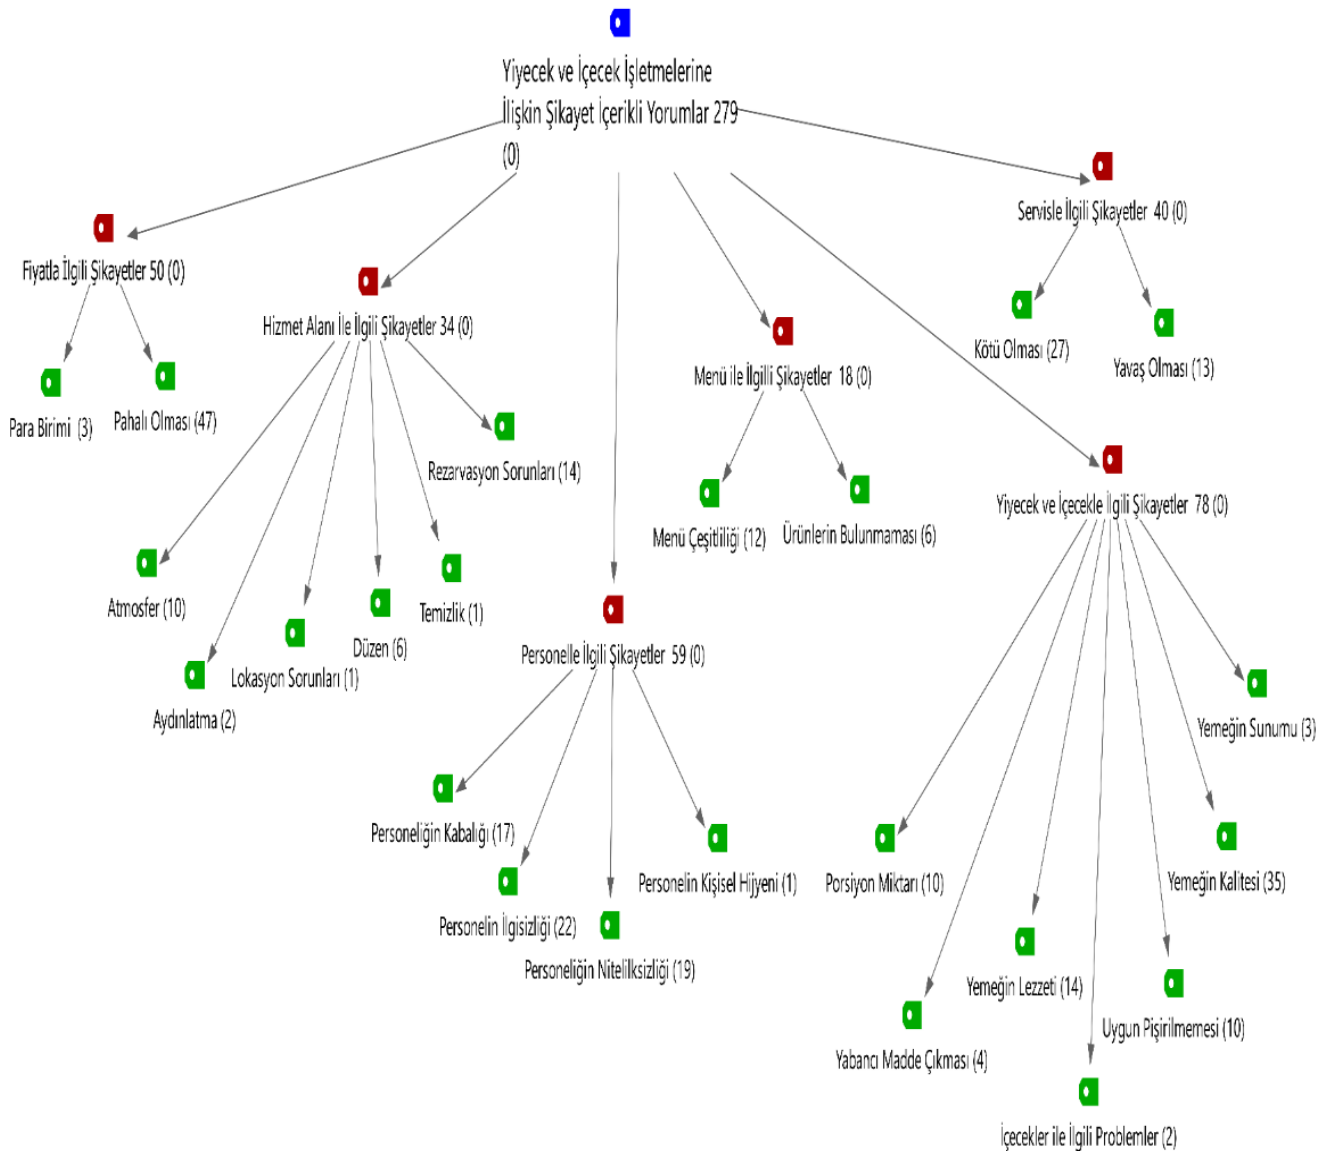 Yiyecek ve İçecek İşletmelerine
İlişkin Şikayet İçerikli Yorumlar 279
(0)
Servisle İlgili Şikayetler 40 (0)
Fiyatla İlgili Şikayetler 50 (0)
Hizmet Alanı İle İlgili Şikayetler 34 (0)
Kötü Olması (27)
Yavaş Olması (13)
Menü ile İlgilli Şikayetler 18 (0)
Para Birimi (3)
Pahalı Olması (47)
Rezarvasyon Sorunları (14)
Yiyecek ve İçecekle İlgili Şikayetler 78 (0)
Menü Çeşitliliği (12)
Ürünlerin Bulunmaması (6)
Atmosfer (10)
Temizlik (1)
Düzen (6)
Lokasyon Sorunları (1)
Aydınlatma (2)
Personelle İlgili Şikayetler 59 (0)
Yemeğin Sunumu (3)
Personeliğin Kabalığı (17)
Personelin Kişisel Hijyeni (1)
Porsiyon Miktarı (10)
Yemeğin Kalitesi (35)
Personelin İlgisizliği (22)
Personeliğin Nitelilksizliği (19)
Yemeğin Lezzeti (14)
Uygun Pişirilmemesi (10)
Yabancı Madde Çıkması (4)
İçecekler ile İlgili Problemler (2)